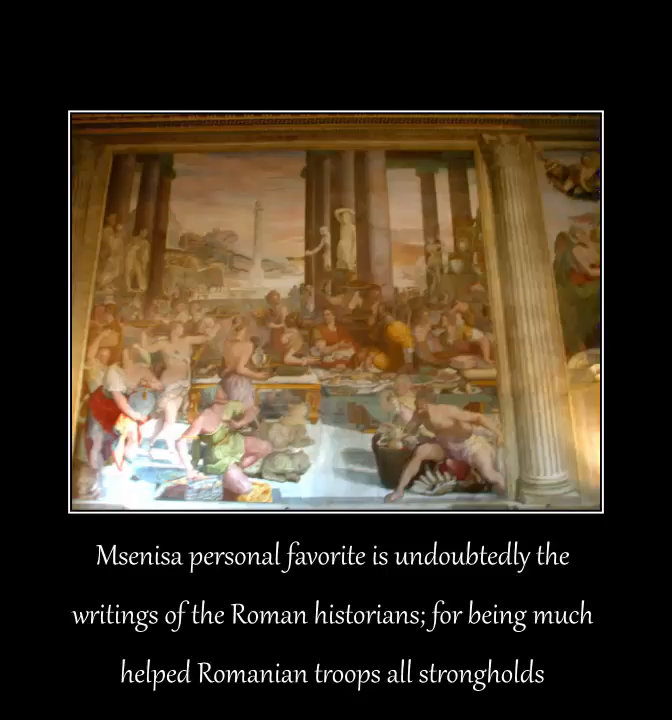 Msenisa personal favorite is undoubtedly the
writings of the Roman historians; for being much
helped Romanian troops all strongholds